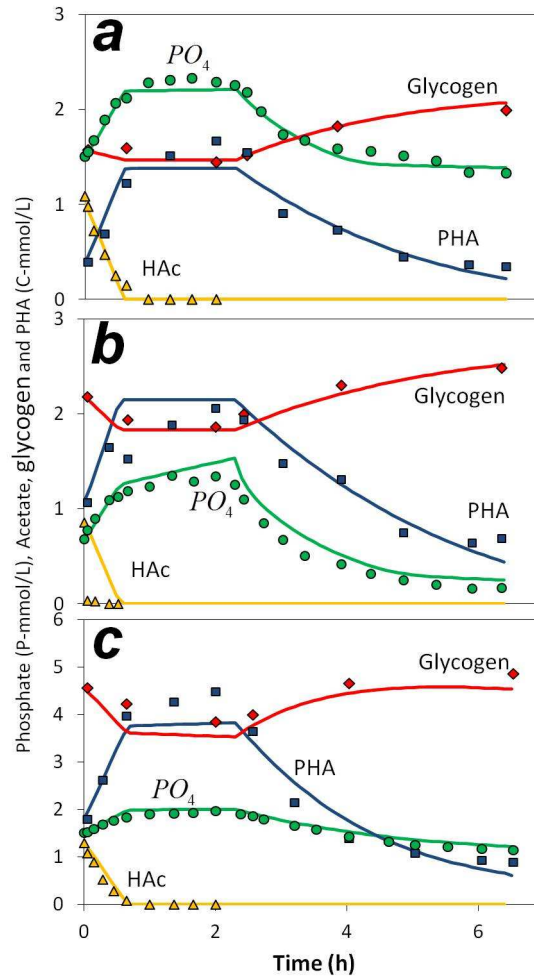 Phosphate (P-mmol/L), Acetate, glycogen and PHA (C-mmol/L)
a
3
2
1
0
PO4
Glycogen
HAc
PHA
b
3
2
1
0
Glycogen
PO4
PHA
HAc
c
6
5
4
3
2
1
0
Glycogen
PHA
PO4
HAc
0 2 4 6
Time (h)